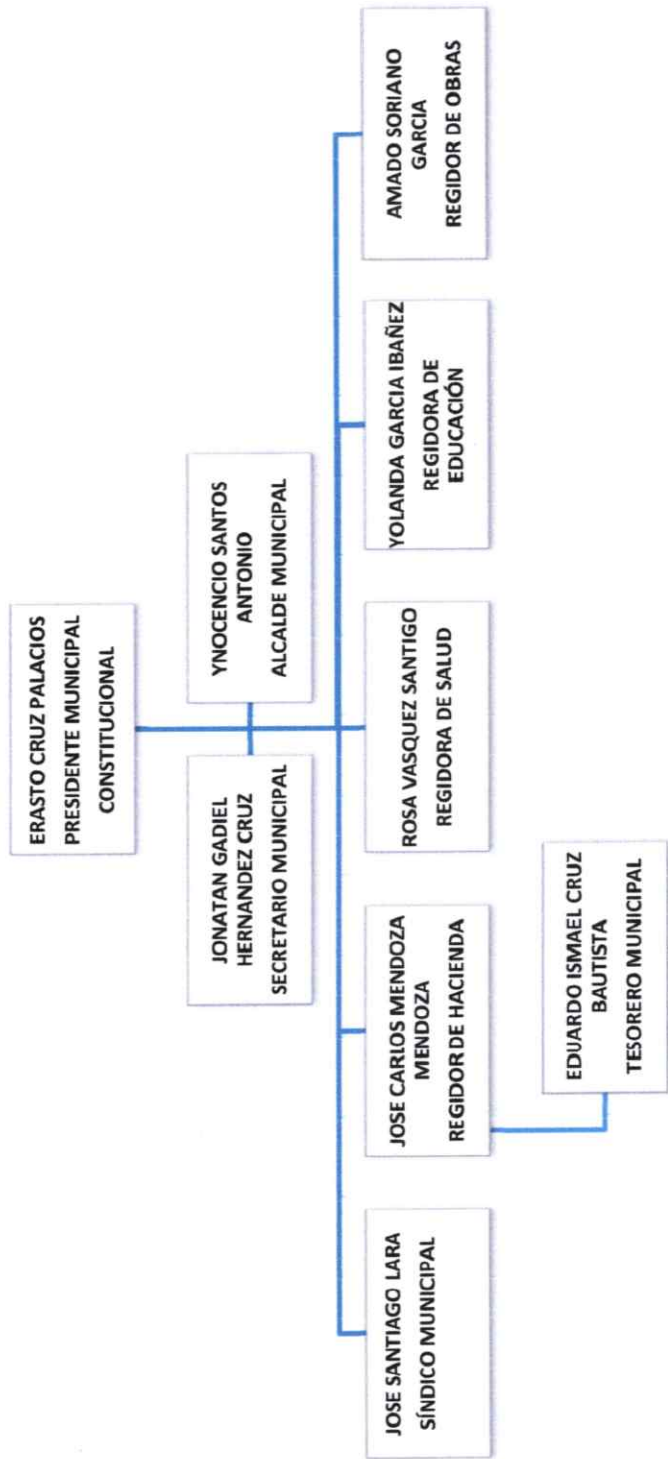 ERASTO CRUZ PALACIOS
PRESIDENTE MUNICIPAL
CONSTITUCIONAL
JONATAN GADIEL
HERNANDEZ CRUZ
SECRETARIO MUNICIPAL
YNOCENCIO SANTOS
ANTONIO
ALCALDE MUNICIPAL
JOSE SANTIAGO LARA
SÍNDICO MUNICIPAL
JOSE CARLOS MENDOZA
MENDOZA
REGIDOR DE HACIENDA
ROSA VASQUEZ SANTIGO
REGIDORA DE SALUD
YOLANDA GARCIA IBAÑEZ
REGIDORA DE
EDUCACIÓN
AMADO SORIANO
GARCIA
REGIDOR DE OBRAS
EDUARDO ISMAEL CRUZ
BAUTISTA
TESORERO MUNICIPAL